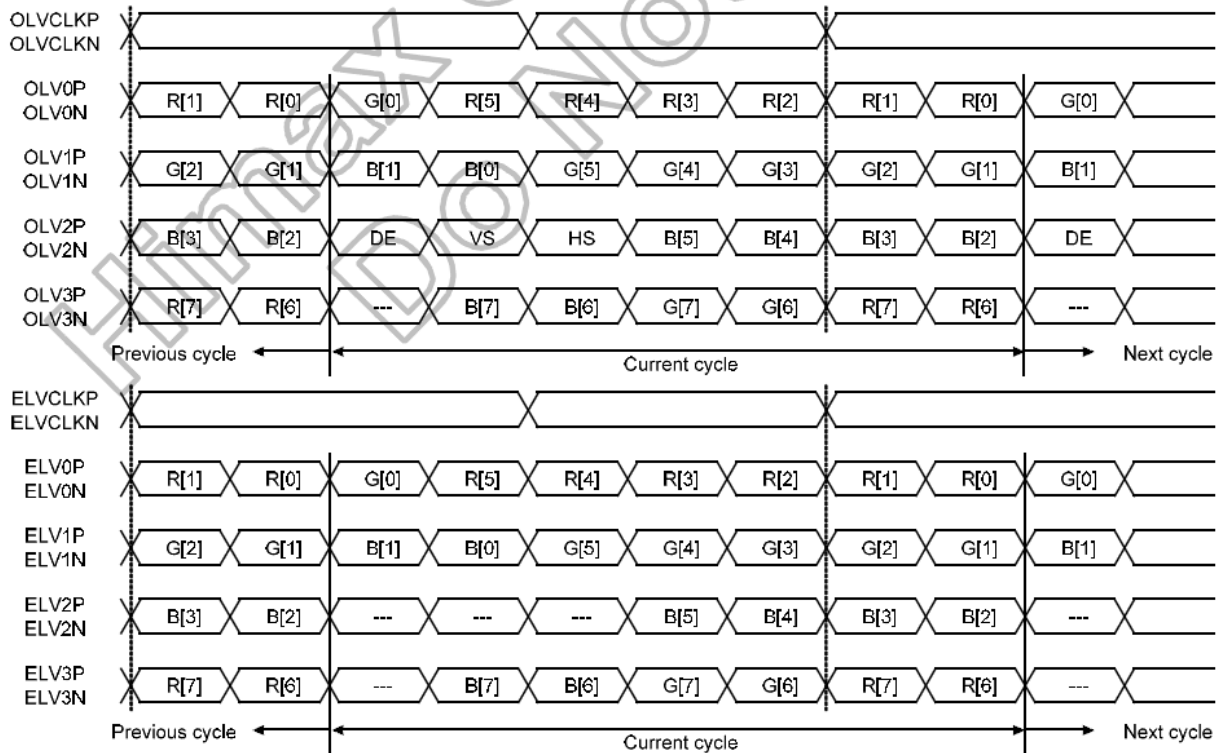 OLVCLKP
OLVCLKN
OLV0P
OLV0N
R[1] R[0] G[0] R[5] R[4] R[3] R[2] R[1] R[0] G[0]
OLV1P
OLV1N
G[2] G[1] B[1] B[0] G[5] G[4] G[3] G[2] G[1] B[1]
OLV2P
OLV2N
B[3] B[2] DE VS HS B[5] B[4] B[3] B[2] DE
OLV3P
OLV3N
R[7] R[6] --- B[7] B[6] G[7] G[6] R[7] R[6] ---
Previous cycle Current cycle Next cycle
ELVCLKP
ELVCLKN
ELV0P
ELV0N
R[1] R[0] G[0] R[5] R[4] R[3] R[2] R[1] R[0] G[0]
ELV1P
ELV1N
G[2] G[1] B[1] B[0] G[5] G[4] G[3] G[2] G[1] B[1]
ELV2P
ELV2N
B[3] B[2] --- --- --- B[5] B[4] B[3] B[2] ---
ELV3P
ELV3N
R[7] R[6] --- B[7] B[6] G[7] G[6] R[7] R[6] ---
Previous cycle Current cycle Next cycle
Himax
Do